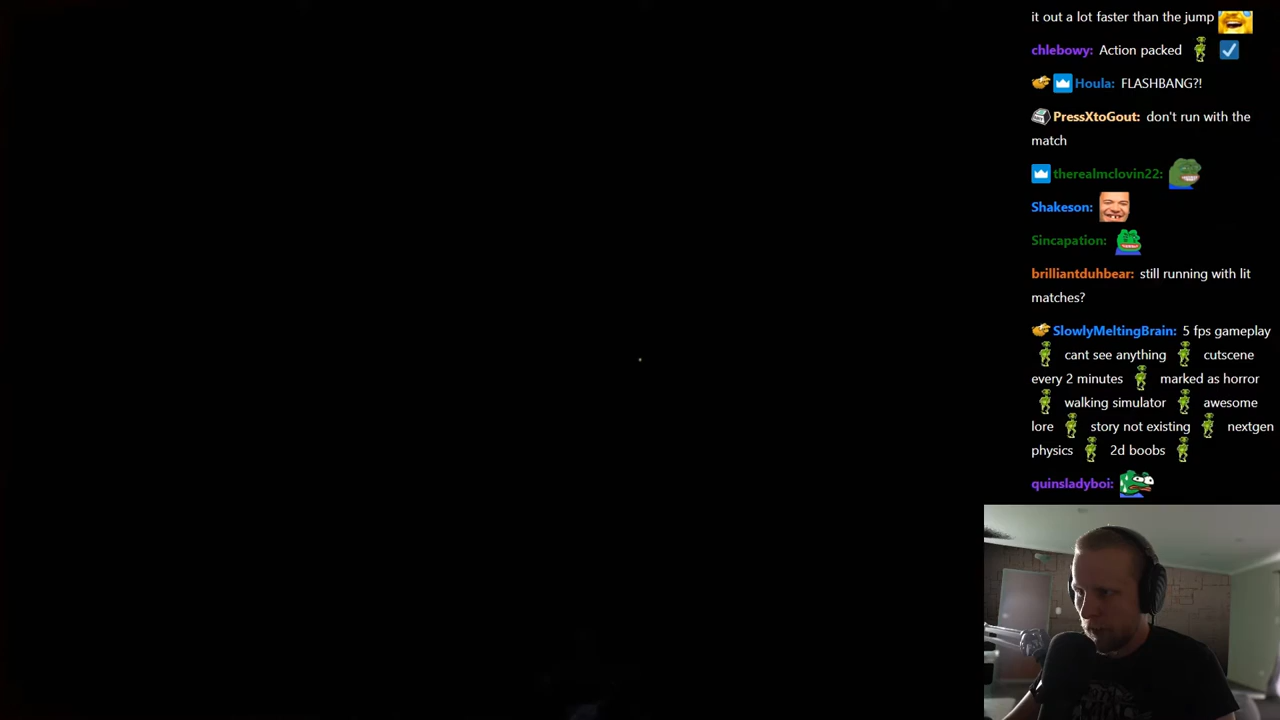 it out a lot faster than the jump
chlebowy: Action packed
Houla: FLASHBANG?!
PressXtoGout: don't run with the
match
therealmclovin22:
Shakeson:
Sincapation:
brilliantduhbear: still running with lit
matches?
SlowlyMeltingBrain: 5 fps gameplay
cant see anything cutscene
every 2 minutes marked as horror
walking simulator awesome
lore story not existing nextgen
physics 2d boobs
quinsladyboi: